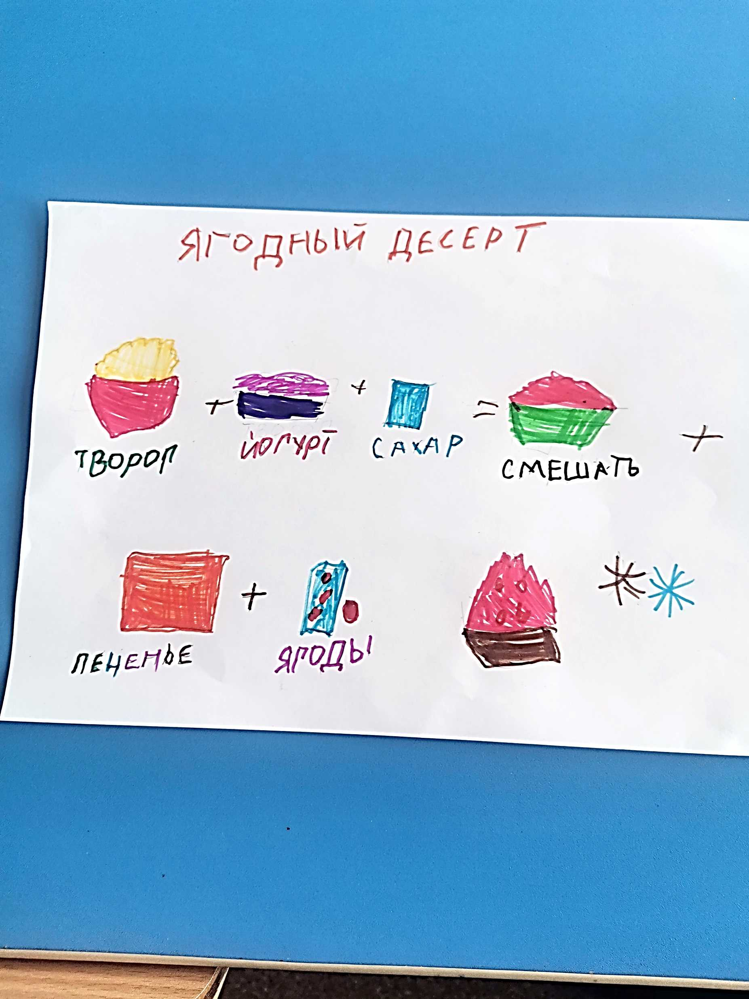 ЯГОДНЫЙ ДЕСЕРТ
+ + = +
ТВОРОГ ЙОГУРТ САХАР СМЕШАТЬ
+
ПЕЧЕНЬЕ ЯГОДЫ